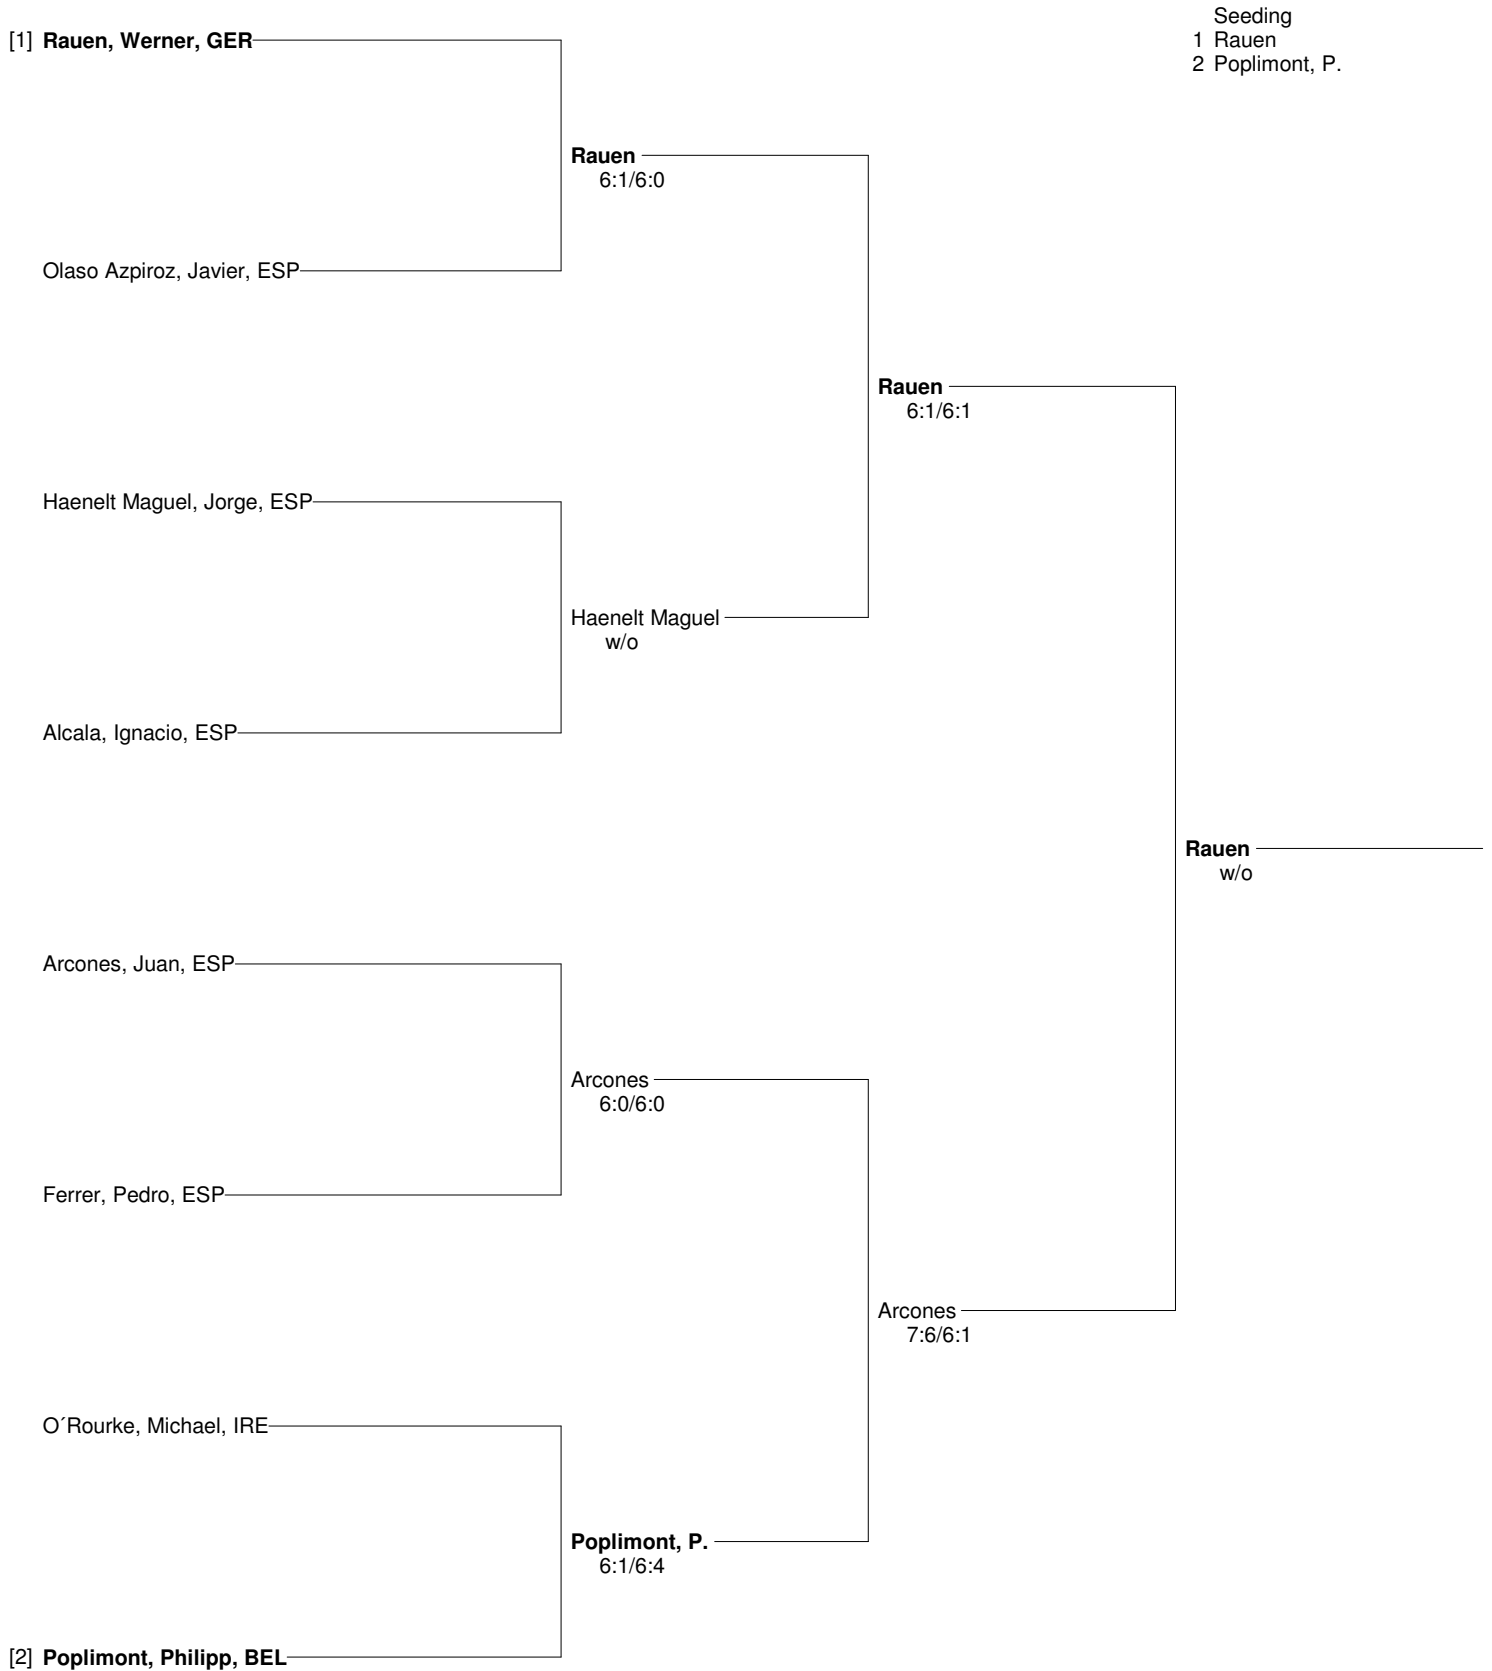 Seeding
1 Rauen
2 Poplimont, P.
[1] Rauen, Werner, GER
Rauen
6:1/6:0
Olaso Azpiroz, Javier, ESP
Rauen
6:1/6:1
Haenelt Maguel, Jorge, ESP
Haenelt Maguel
w/o
Alcala, Ignacio, ESP
Rauen
w/o
Arcones, Juan, ESP
Arcones
6:0/6:0
Ferrer, Pedro, ESP
Arcones
7:6/6:1
O´Rourke, Michael, IRE
Poplimont, P.
6:1/6:4
[2] Poplimont, Philipp, BEL